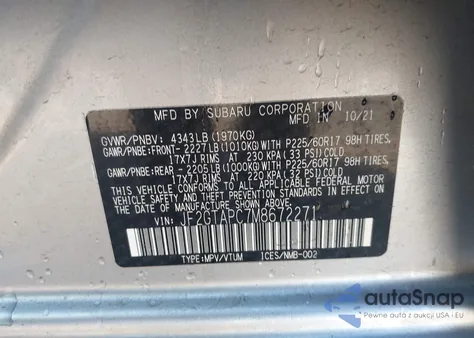 MFD BY SUBARU CORPORATION IN 10/21
GVWR/PNBV: 4343LB(1970KG)
GAWR/PNBE:FRONT- 2227LB(1010KG)WITH P225/60R17 98H TIRES,
17X7J RIMS AT 230 KPA(33 PSI)COLD
GAWR/PNBE:REAR - 2205LB(1000KG)WITH P225/60R17 98H TIRES,
17X7J RIMS AT 220 KPA(32 PSI)COLD
THIS VEHICLE CONFORMS TO ALL APPLICABLE FEDERAL MOTOR
VEHICLE SAFETY AND THEFT PREVENTION STANDARDS IN
EFFECT ON THE DATE OF MANUFACTURE SHOWN ABOVE.
VIN: JF2GTAPC7M8672271
TYPE:MPV/VTUM ICES/NMB-002
autoSnap
Pewne auto z USA i EU